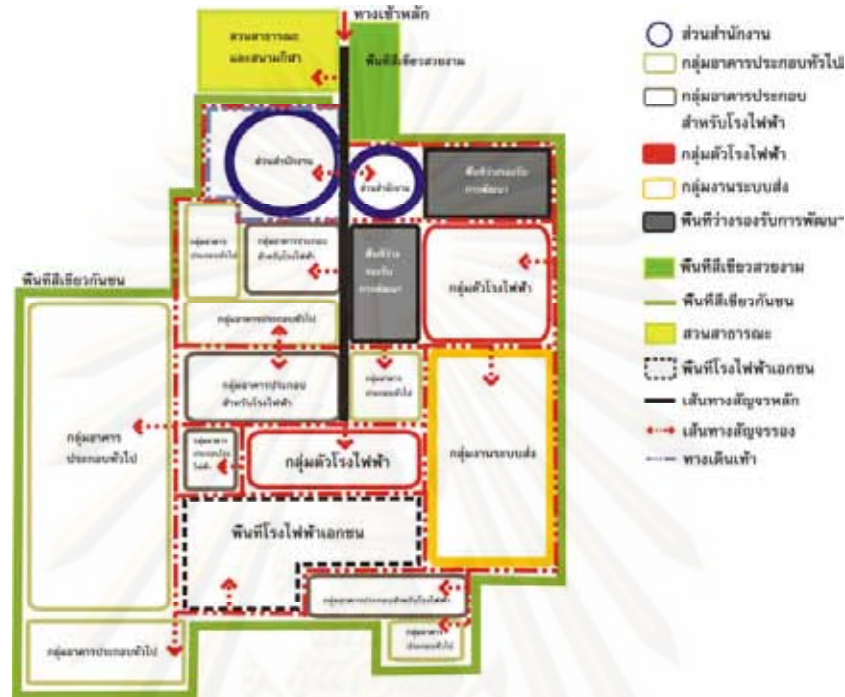 ทางเข้าหลัก
สวนสาธารณะ
และสนามกีฬา
พื้นที่สีเขียวสวยงาม
ส่วนสำนักงาน
ส่วนสำนักงาน
พื้นที่ว่างรองรับ
การพัฒนา
กลุ่มอาคาร
ประกอบทั่วไป
กลุ่มอาคารประกอบ
สำหรับโรงไฟฟ้า
พื้นที่ว่าง
รองรับ
การพัฒนา
กลุ่มตัวโรงไฟฟ้า
พื้นที่สีเขียวกันชน
กลุ่มอาคารประกอบทั่วไป
กลุ่มอาคารประกอบ
สำหรับโรงไฟฟ้า
กลุ่มอาคาร
ประกอบทั่วไป
กลุ่มอาคาร
ประกอบทั่วไป
กลุ่มอาคาร
กลุ่มตัวโรงไฟฟ้า
กลุ่มงานระบบส่ง
พื้นที่โรงไฟฟ้าเอกชน
กลุ่มอาคารประกอบสำหรับโรงไฟฟ้า
กลุ่มอาคาร
ประกอบทั่วไป
กลุ่มอาคารประกอบทั่วไป
ส่วนสำนักงาน
กลุ่มอาคารประกอบทั่วไป
กลุ่มอาคารประกอบ
สำหรับโรงไฟฟ้า
กลุ่มตัวโรงไฟฟ้า
กลุ่มงานระบบส่ง
พื้นที่ว่างรองรับการพัฒนา
พื้นที่สีเขียวสวยงาม
พื้นที่สีเขียวกันชน
สวนสาธารณะ
พื้นที่โรงไฟฟ้าเอกชน
เส้นทางสัญจรหลัก
เส้นทางสัญจรรอง
ทางเดินเท้า